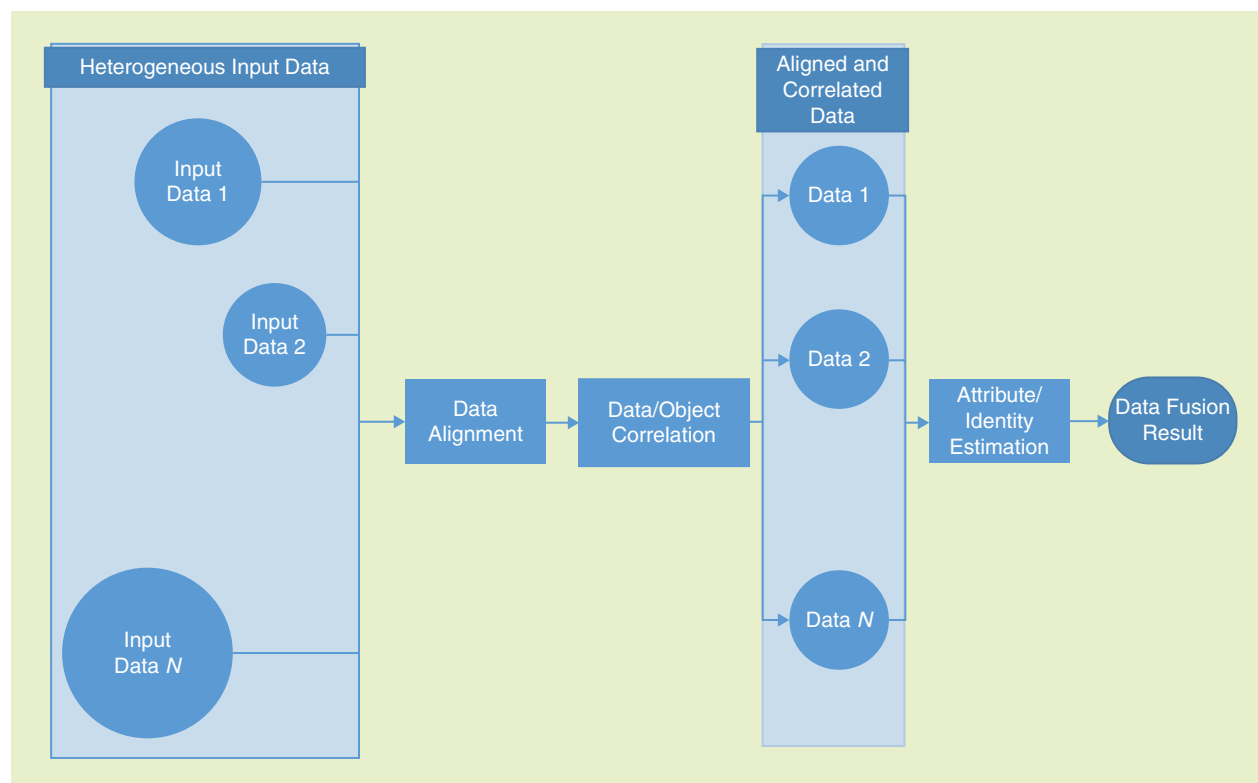 Heterogeneous Input Data
Input
Data 1
Input
Data 2
Input
Data N
Data
Alignment
Data/Object
Correlation
Aligned and
Correlated
Data
Data 1
Data 2
Data N
Attribute/
Identity
Estimation
Data Fusion
Result